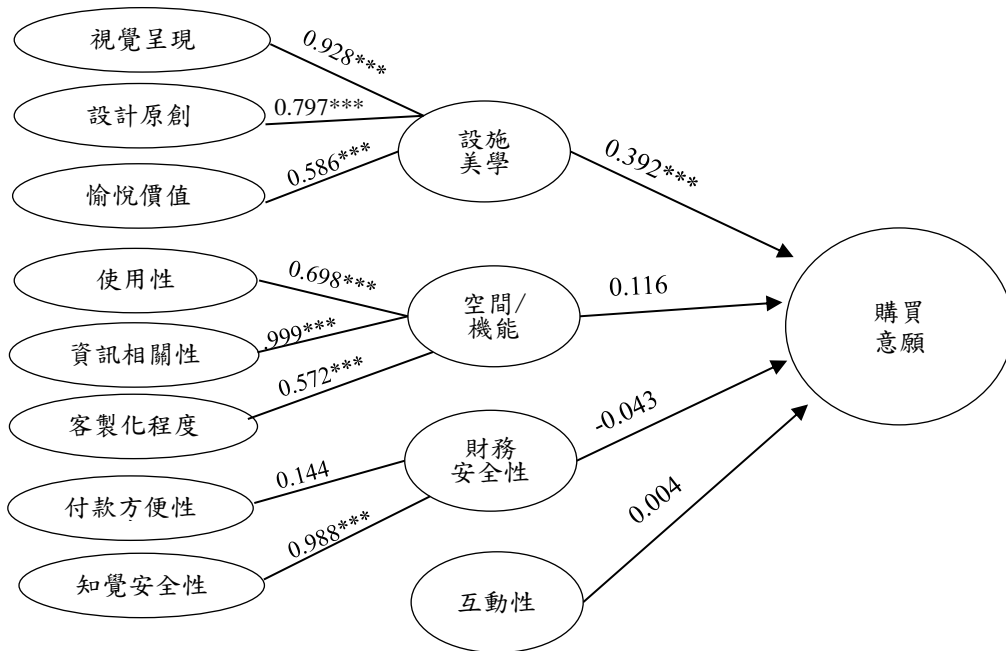 視覺呈現
0.928***
設計原創
0.797***
愉悅價值
0.586***
設施
美學
0.392***
使用性
0.698***
資訊相關性
.999***
客製化程度
0.572***
空間/
機能
0.116
購買
意願
付款方便性
0.144
知覺安全性
0.988***
財務
安全性
-0.043
互動性
0.004